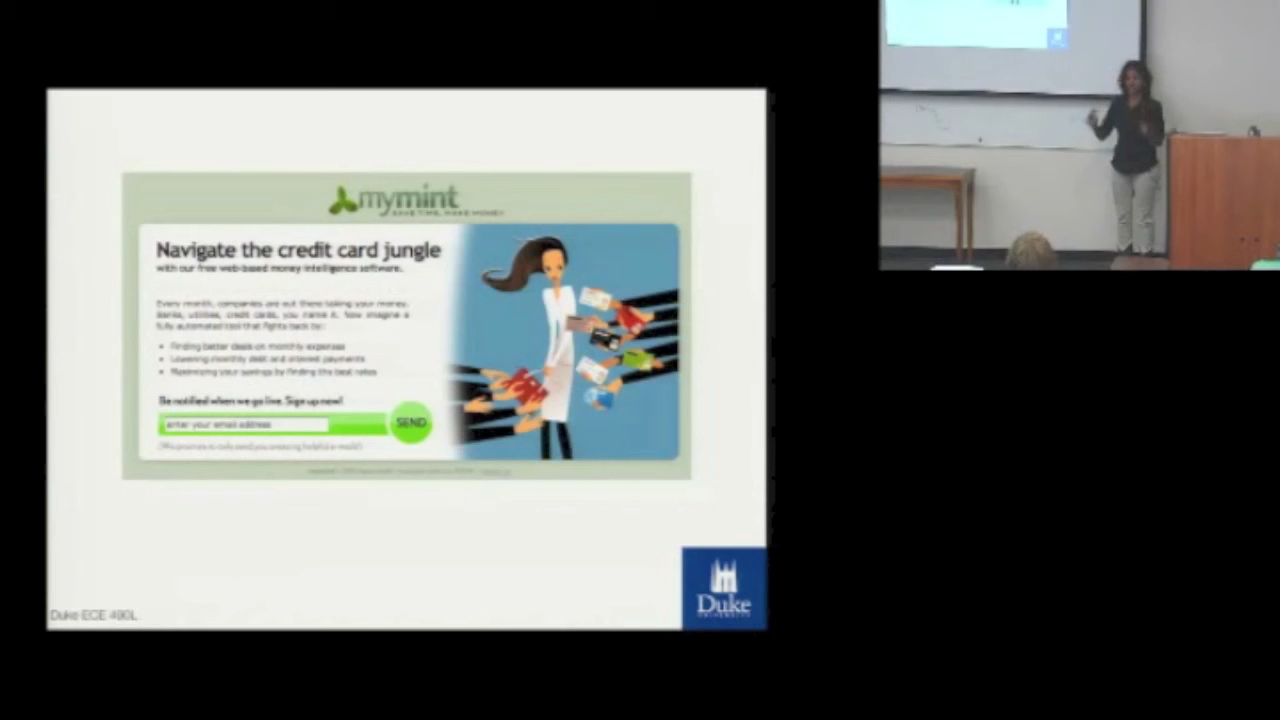 mymint
SAVE TIME, MAKE MONEY
Navigate the credit card jungle
with our free web-based money intelligence software.
Every month, companies are out there taking your money.
Banks, utilities, credit cards, you name it. Now imagine a
fully automated tool that fights back by:
• Finding better deals on monthly expenses
• Lowering monthly debt and interest payments
• Maximizing your savings by finding the best rates
Be notified when we go live. Sign up now!
enter your email address
SEND
Duke
UNIVERSITY
Duke ECE 490L